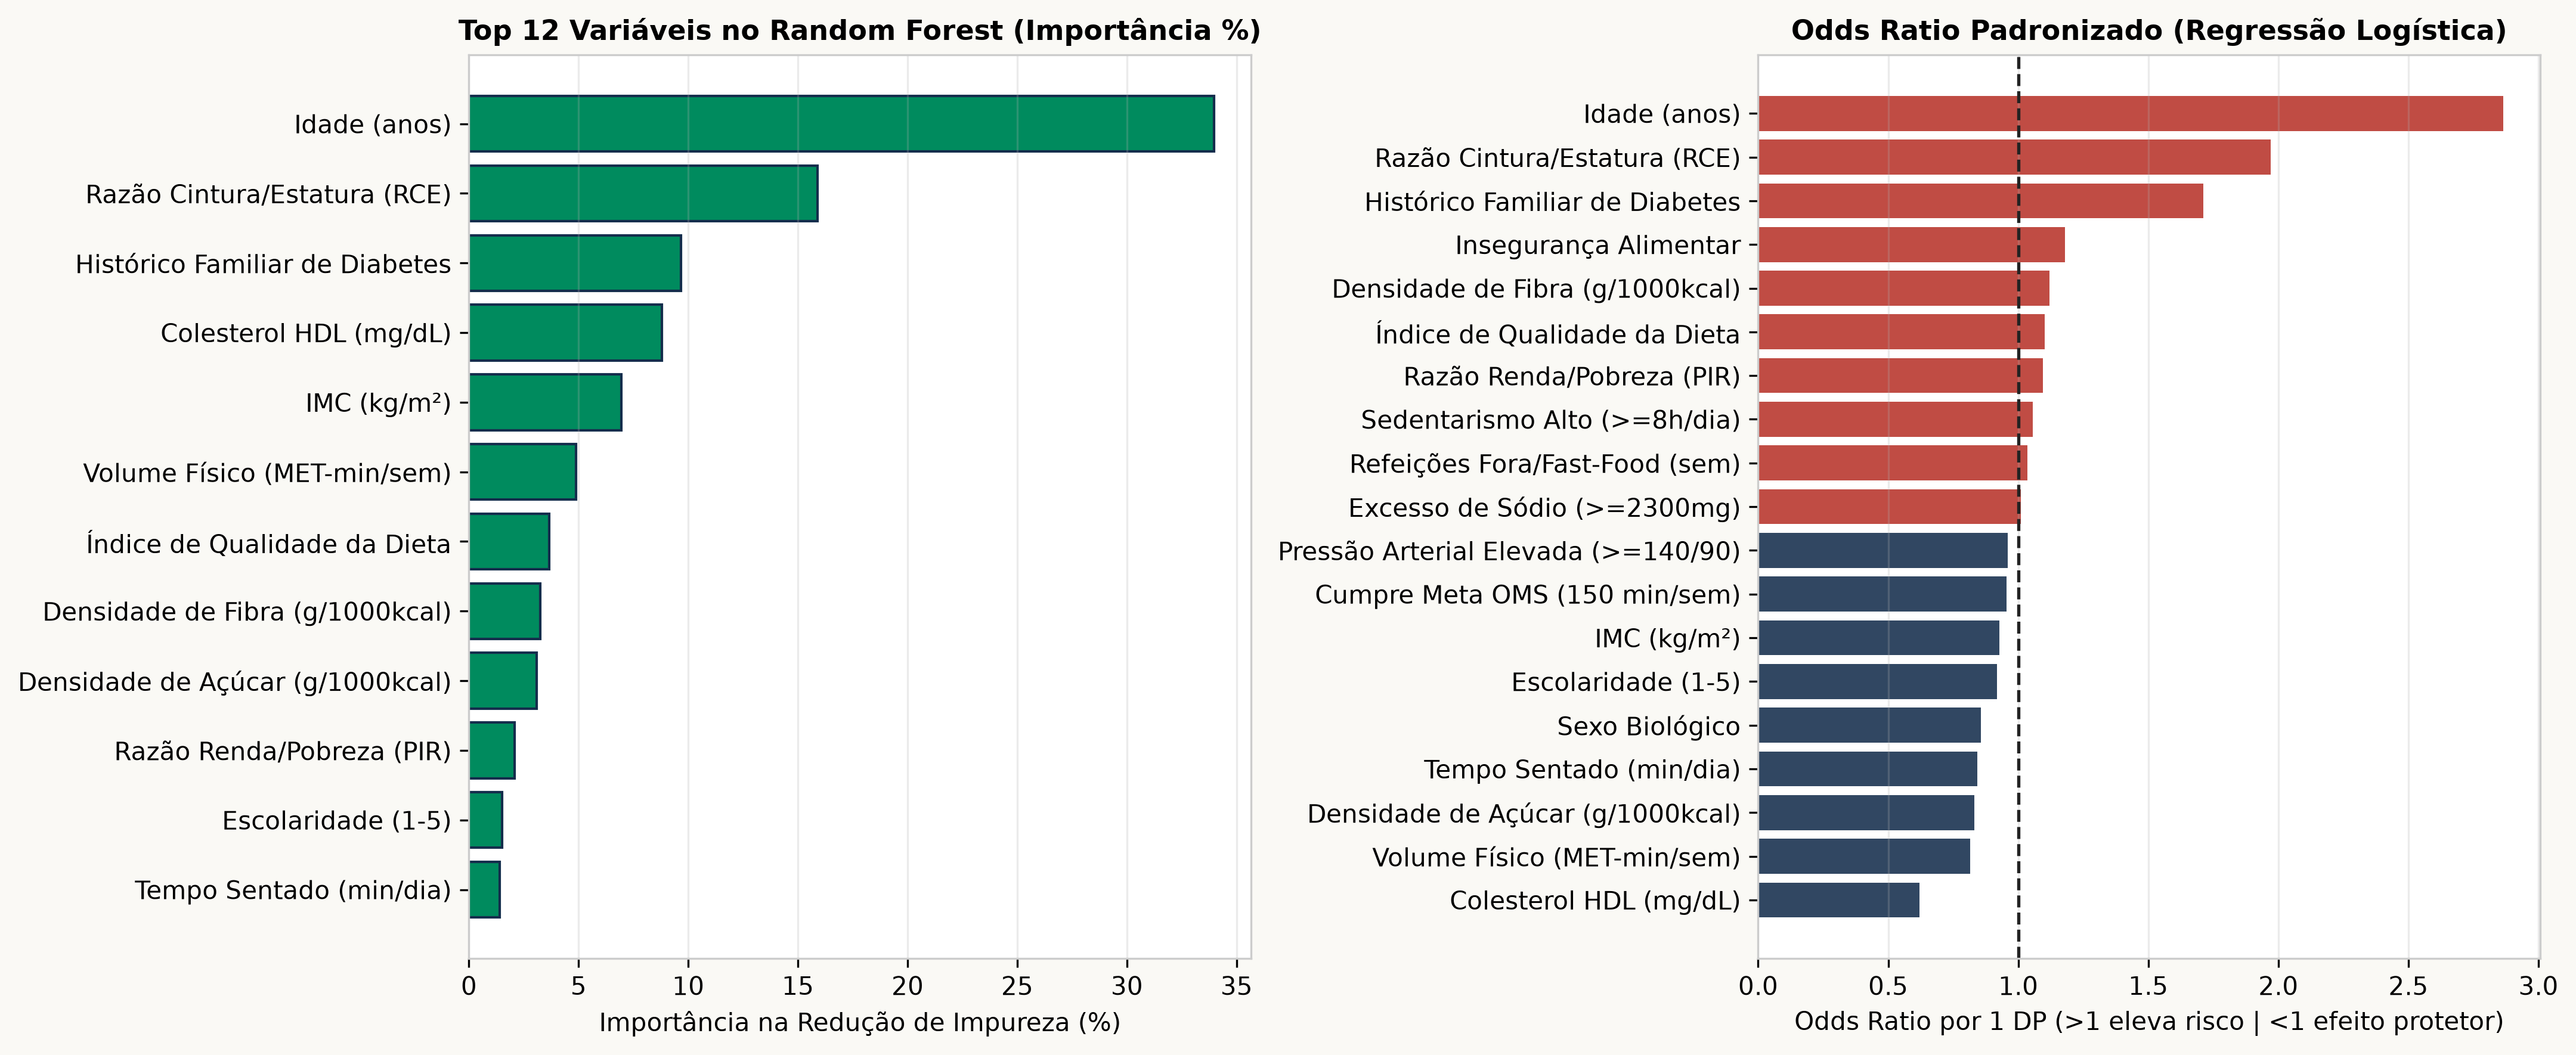 Top 12 Variáveis no Random Forest (Importância %)
Idade (anos)
Razão Cintura/Estatura (RCE)
Histórico Familiar de Diabetes
Colesterol HDL (mg/dL)
IMC (kg/m²)
Volume Físico (MET-min/sem)
Índice de Qualidade da Dieta
Densidade de Fibra (g/1000kcal)
Densidade de Açúcar (g/1000kcal)
Razão Renda/Pobreza (PIR)
Escolaridade (1-5)
Tempo Sentado (min/dia)
0 5 10 15 20 25 30 35
Importância na Redução de Impureza (%)
Odds Ratio Padronizado (Regressão Logística)
Idade (anos)
Razão Cintura/Estatura (RCE)
Histórico Familiar de Diabetes
Insegurança Alimentar
Densidade de Fibra (g/1000kcal)
Índice de Qualidade da Dieta
Razão Renda/Pobreza (PIR)
Sedentarismo Alto (>=8h/dia)
Refeições Fora/Fast-Food (sem)
Excesso de Sódio (>=2300mg)
Pressão Arterial Elevada (>=140/90)
Cumpre Meta OMS (150 min/sem)
IMC (kg/m²)
Escolaridade (1-5)
Sexo Biológico
Tempo Sentado (min/dia)
Densidade de Açúcar (g/1000kcal)
Volume Físico (MET-min/sem)
Colesterol HDL (mg/dL)
0.0 0.5 1.0 1.5 2.0 2.5 3.0
Odds Ratio por 1 DP (>1 eleva risco | <1 efeito protetor)